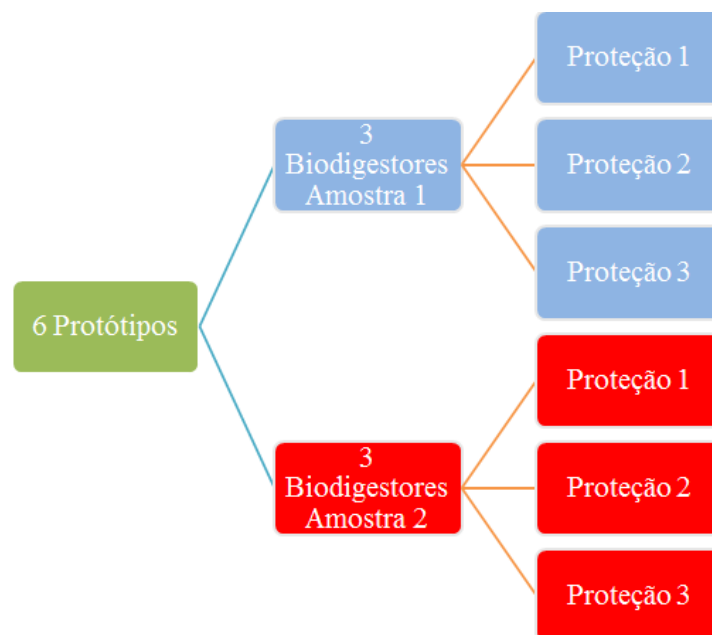 6 Protótipos
3
Biodigestores
Amostra 1
Proteção 1
Proteção 2
Proteção 3
3
Biodigestores
Amostra 2
Proteção 1
Proteção 2
Proteção 3